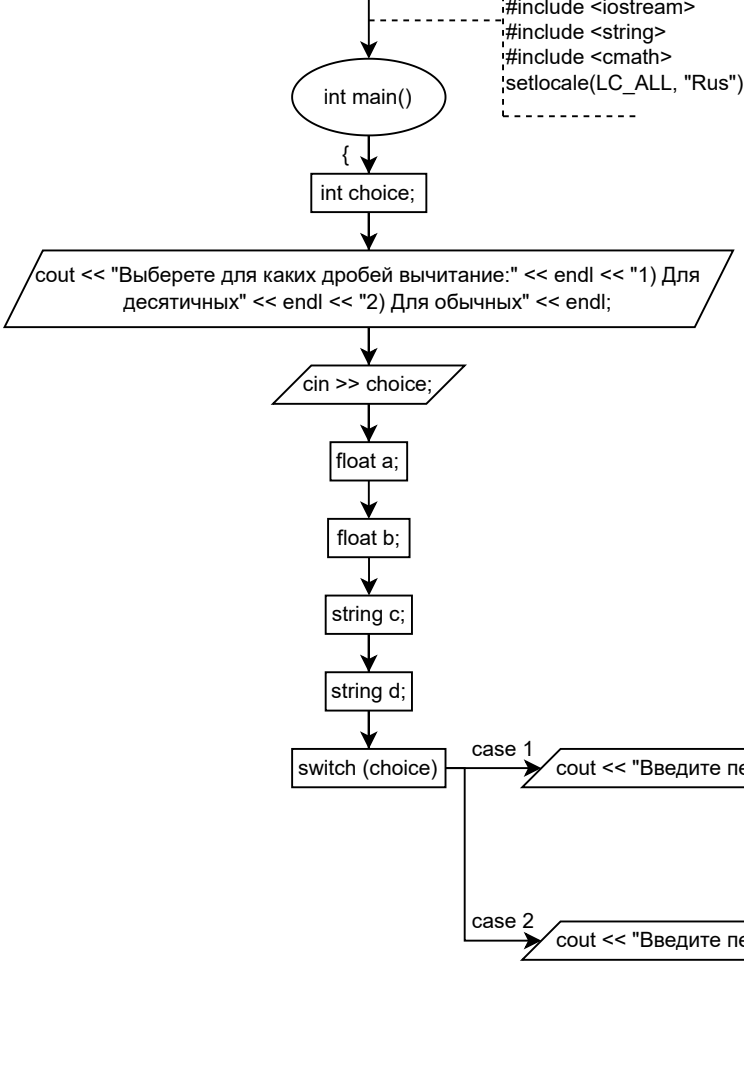 #include <iostream>
#include <string>
#include <cmath>
setlocale(LC_ALL, "Rus")
int main()
{
int choice;
cout << "Выберете для каких дробей вычитание:" << endl << "1) Для
десятичных" << endl << "2) Для обычных" << endl;
cin >> choice;
float a;
float b;
string c;
string d;
switch (choice)
case 1
cout << "Введите пе
case 2
cout << "Введите пе